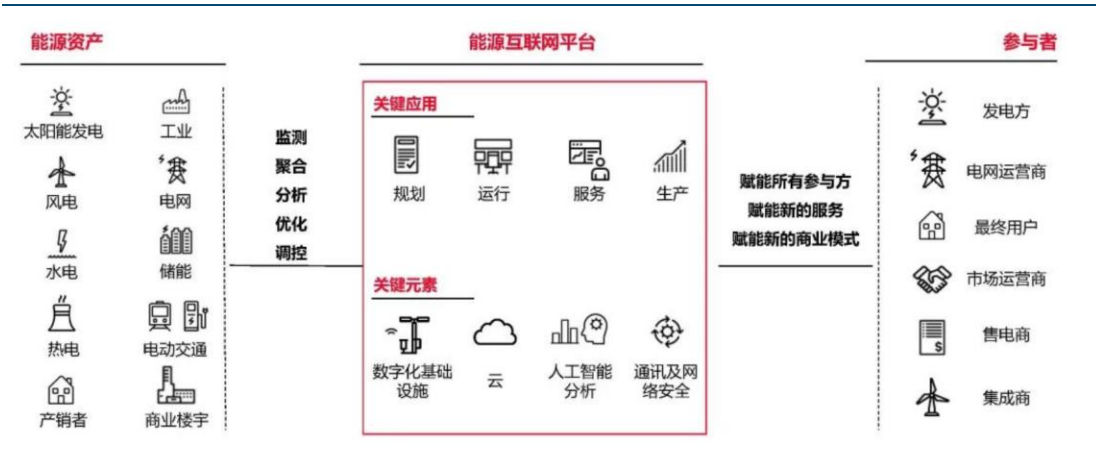 能源资产
能源互联网平台
参与者
太阳能发电
工业
风电
电网
水电
储能
热电
电动交通
产销者
商业楼宇
监测
聚合
分析
优化
调控
关键应用
规划
运行
服务
生产
关键元素
数字化基础
设施
云
人工智能
分析
通讯及网
络安全
赋能所有参与方
赋能新的服务
赋能新的商业模式
发电方
电网运营商
最终用户
市场运营商
售电商
$
集成商